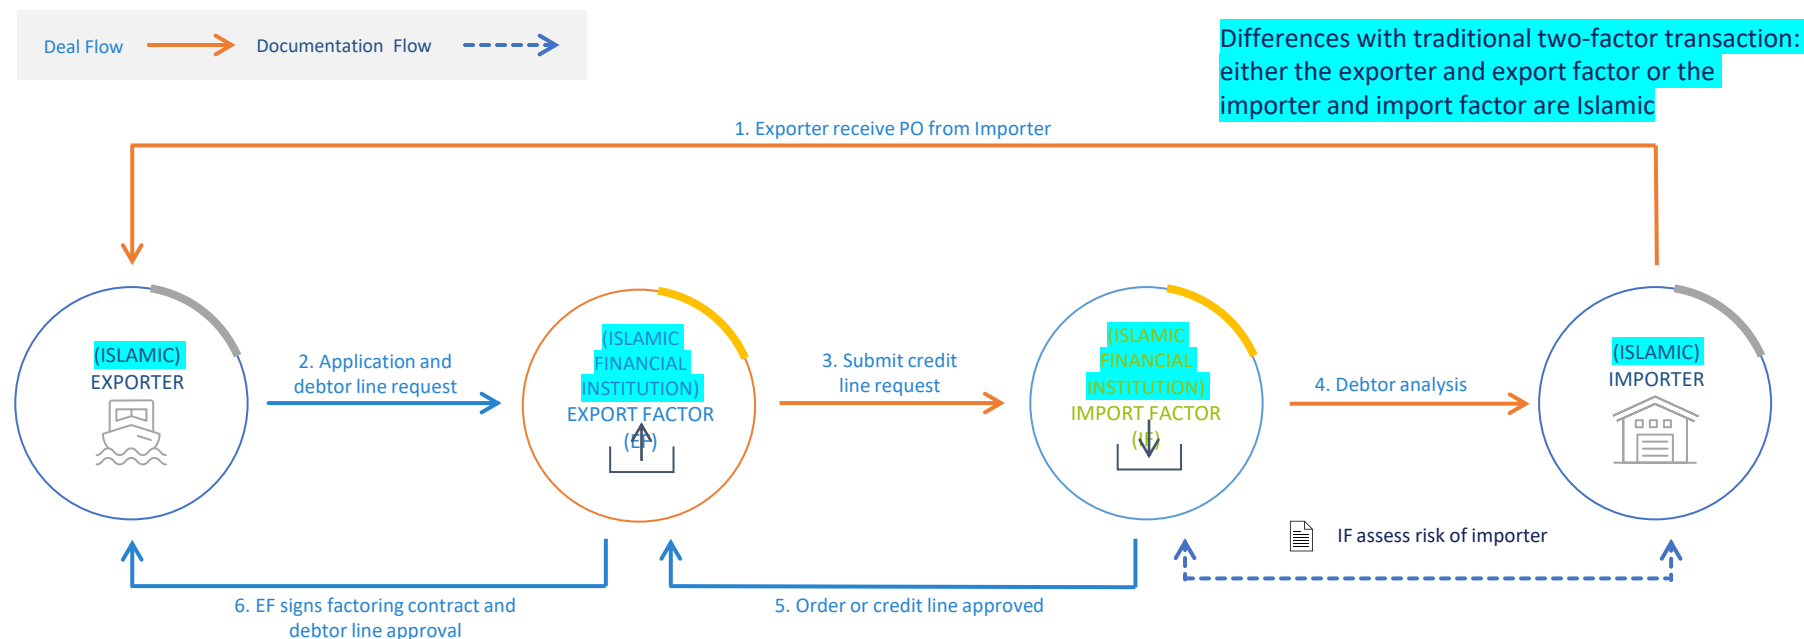 Deal Flow
Documentation Flow
Differences with traditional two-factor transaction:
either the exporter and export factor or the
importer and import factor are Islamic
1. Exporter receive PO from Importer
(ISLAMIC)
EXPORTER
2. Application and
debtor line request
(ISLAMIC
FINANCIAL
INSTITUTION)
EXPORT FACTOR
(EF)
3. Submit credit
line request
(ISLAMIC
FINANCIAL
INSTITUTION)
IMPORT FACTOR
(IF)
4. Debtor analysis
(ISLAMIC)
IMPORTER
IF assess risk of importer
6. EF signs factoring contract and
debtor line approval
5. Order or credit line approved